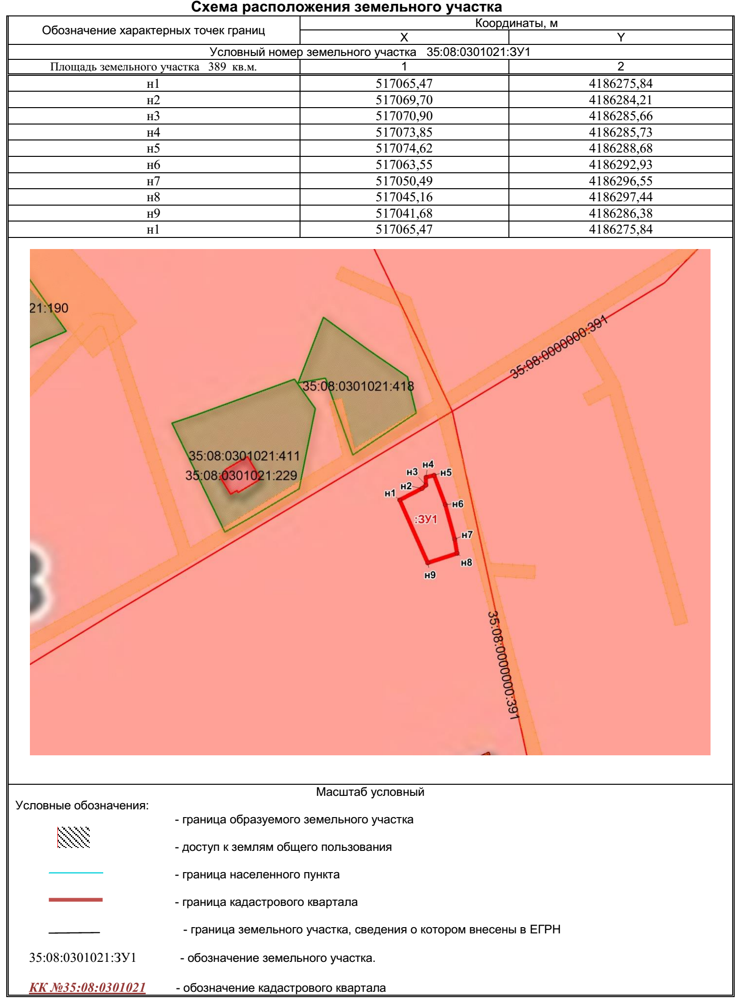 Схема расположения земельного участка
Обозначение характерных точек границ
Координаты, м
X Y
Условный номер земельного участка 35:08:0301021:ЗУ1
Площадь земельного участка 389 кв.м. 1 2
н1 517065,47 4186275,84
н2 517069,70 4186284,21
н3 517070,90 4186285,66
н4 517073,85 4186285,73
н5 517074,62 4186288,68
н6 517063,55 4186292,93
н7 517050,49 4186296,55
н8 517045,16 4186297,44
н9 517041,68 4186286,38
н1 517065,47 4186275,84
21:190
35:08:0000000:391
35:08:0301021:418
35:08:0301021:411
35:08:0301021:229
н4
н3
н5
н2
н1
н6
:ЗУ1
н7
н8
н9
35:08:0000000:391
Масштаб условный
Условные обозначения:
- граница образуемого земельного участка
- доступ к землям общего пользования
- граница населенного пункта
- граница кадастрового квартала
- граница земельного участка, сведения о котором внесены в ЕГРН
35:08:0301021:ЗУ1 - обозначение земельного участка.
КК №35:08:0301021 - обозначение кадастрового квартала